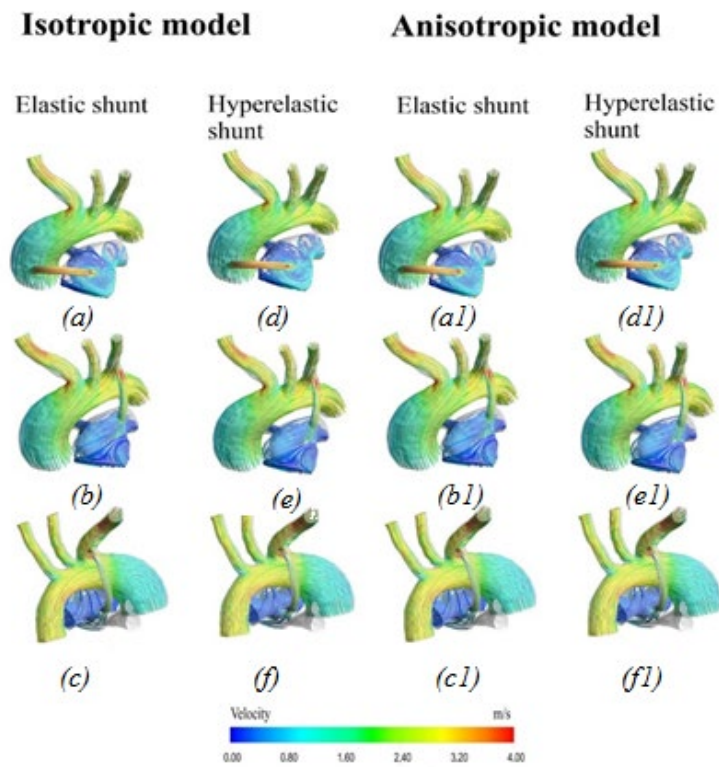 Isotropic model Anisotropic model
Elastic shunt Hyperelastic shunt Elastic shunt Hyperelastic shunt
(a) (d) (a1) (d1)
(b) (e) (b1) (e1)
(c) (f) (c1) (f1)
Velocity m/s
0.00 0.80 1.60 2.40 3.20 4.00